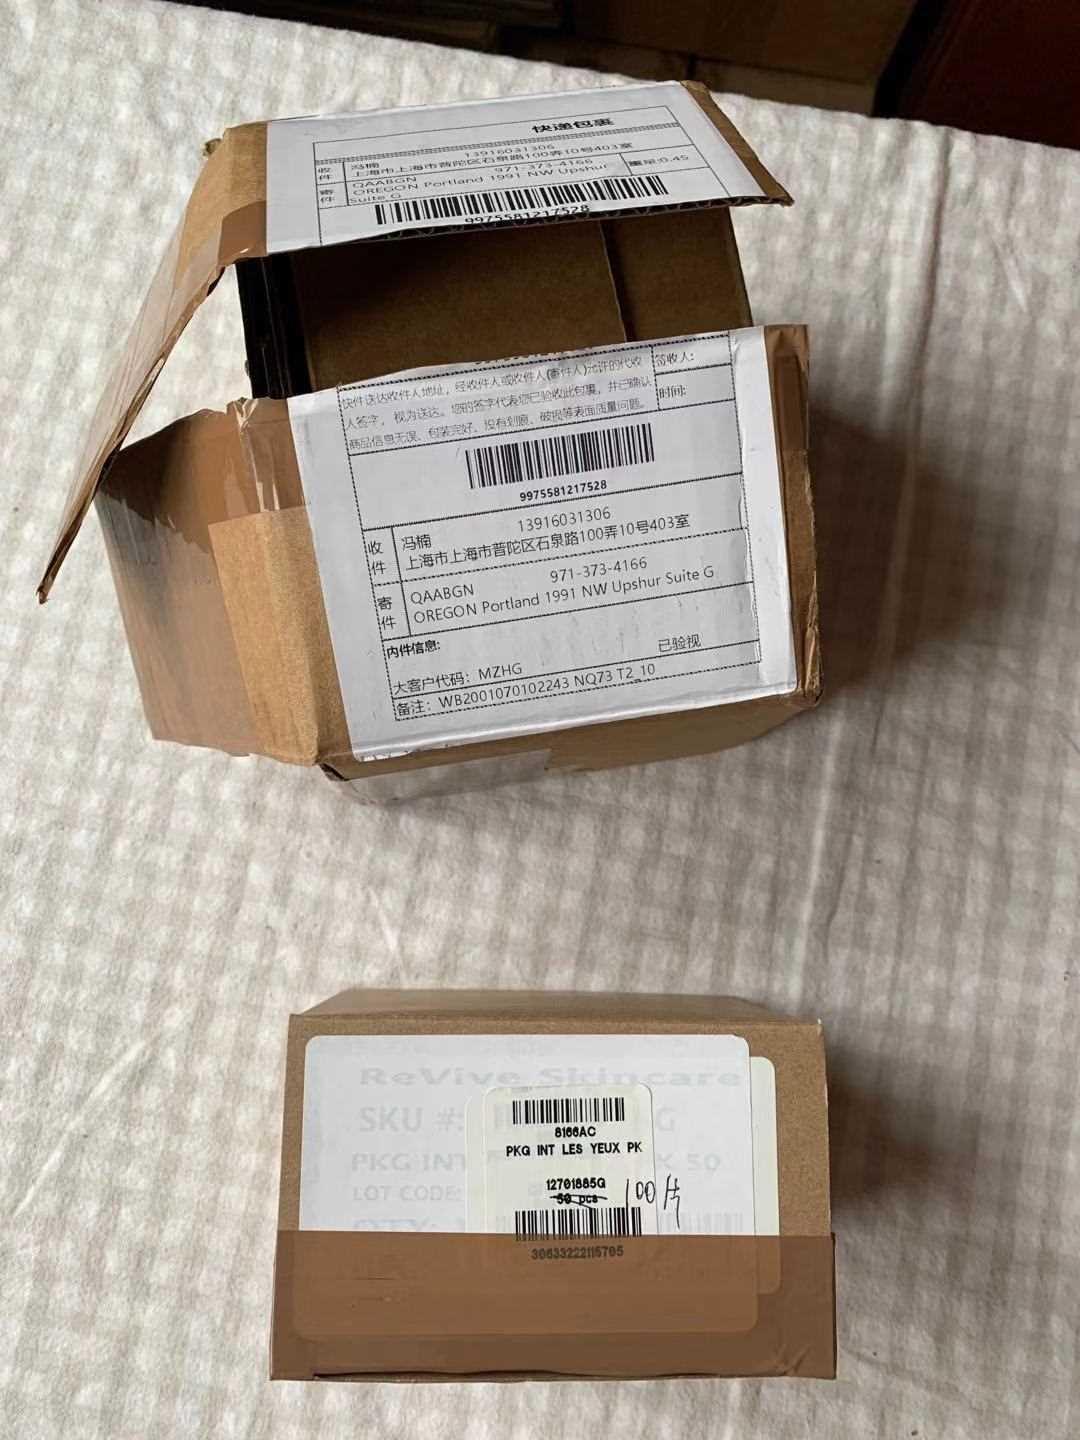 快递包裹
收件
13916031306
冯楠
上海市上海市普陀区石泉路100弄10号403室
寄件
QAABGN 971-373-4166
OREGON Portland 1991 NW Upshur
Suite G
重量:0.45
9975581217528
快件送达收件人地址，经收件人或收件人(寄件人)允许的代收
人签字，视为送达。您的签字代表您已验收此包裹，并已确认
商品信息无误、包装完好、没有划痕、破损等表面质量问题。
签收人:
时间:
9975581217528
收件
13916031306
冯楠
上海市上海市普陀区石泉路100弄10号403室
寄件
971-373-4166
QAABGN
OREGON Portland 1991 NW Upshur Suite G
内件信息:
已验视
大客户代码：MZHG
备注：WB2001070102243 NQ73 T2_10
ReVive Skincare
SKU #: G
PKG INT K 50
LOT CODE:
QTY:
8166AC
PKG INT LES YEUX PK
12701885G
50 pcs 100片
30633222115705